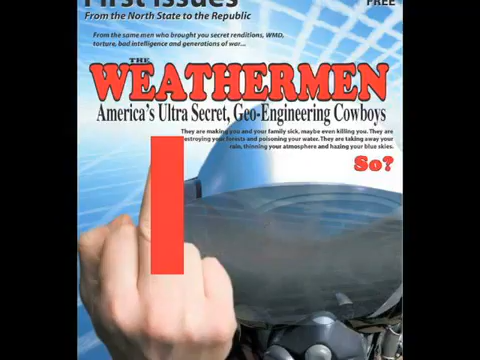 First Issues
FREE
From the North State to the Republic
From the same men who brought you secret renditions, WMD,
torture, bad intelligence and generations of war...
THE
WEATHERMEN
America's Ultra Secret, Geo-Engineering Cowboys
They are making you and your family sick, maybe even killing you. They are
destroying your forests and poisoning your water. They are taking away your
rain, thinning your atmosphere and hazing your blue skies.
So?